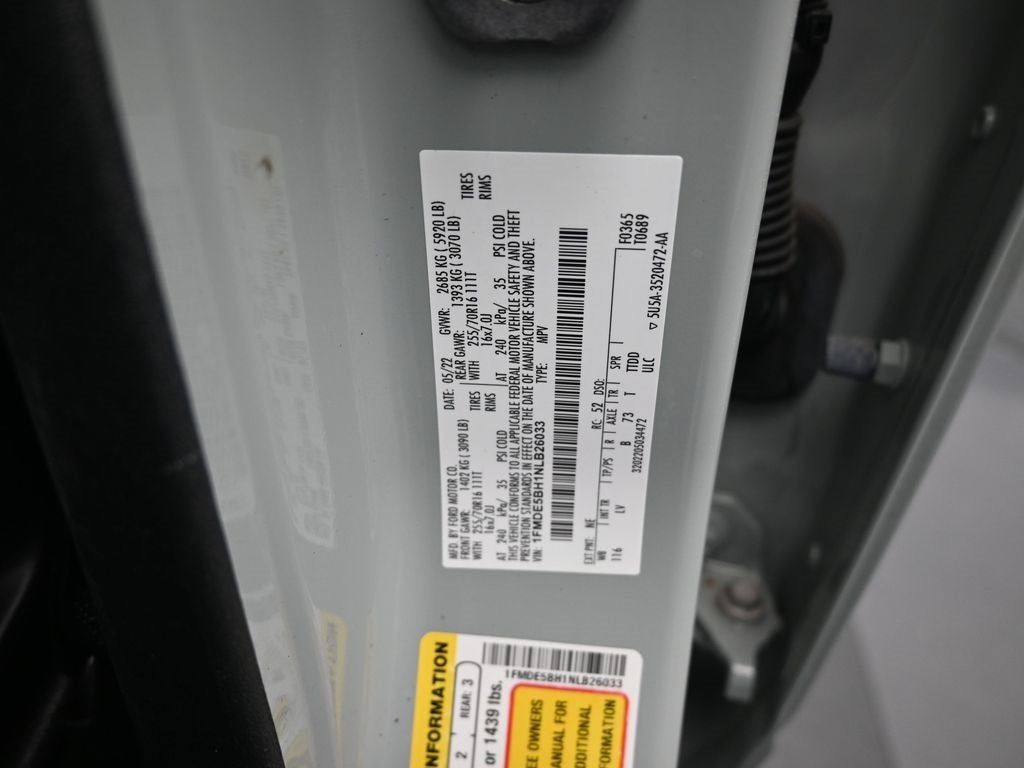 MFD. BY FORD MOTOR CO.
DATE: 05/22 GVWR: 2685 KG ( 5920 LB)
FRONT GAWR: 1402 KG ( 3090 LB) REAR GAWR: 1393 KG ( 3070 LB)
WITH 255/70R16 111T TIRES WITH 255/70R16 111T TIRES
16x7.0J RIMS 16x7.0J RIMS
AT 240 kPa/ 35 PSI COLD AT 240 kPa/ 35 PSI COLD
THIS VEHICLE CONFORMS TO ALL APPLICABLE FEDERAL MOTOR VEHICLE SAFETY AND THEFT
PREVENTION STANDARDS IN EFFECT ON THE DATE OF MANUFACTURE SHOWN ABOVE.
VIN: 1FMDE5BH1NLB26033 TYPE: MPV
F0365
T0689
EXT PNT: NE RC: 52 DSO:
WB INT TR TP/PS R AXLE TR SPR
116 LV B 73 T TTDD
3202205034472 ULC
5U5A-3520472-AA
NFORMATION
2 REAR: 3
or 1439 lbs.
1FMDE5BH1NLB26033
EE OWNERS
ANUAL FOR
DDITIONAL
FORMATION